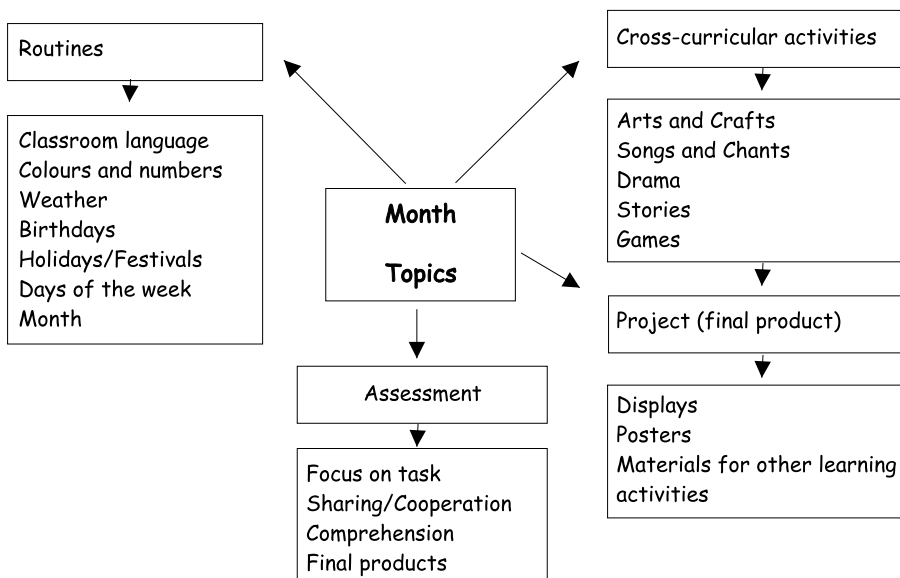 Routines
Classroom language
Colours and numbers
Weather
Birthdays
Holidays/Festivals
Days of the week
Month
Month
Topics
Assessment
Focus on task
Sharing/Cooperation
Comprehension
Final products
Cross-curricular activities
Arts and Crafts
Songs and Chants
Drama
Stories
Games
Project (final product)
Displays
Posters
Materials for other learning
activities